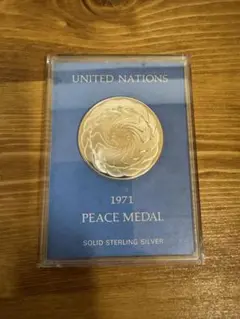 UNITED NATIONS
1971
PEACE MEDAL
SOLID STERLING SILVER